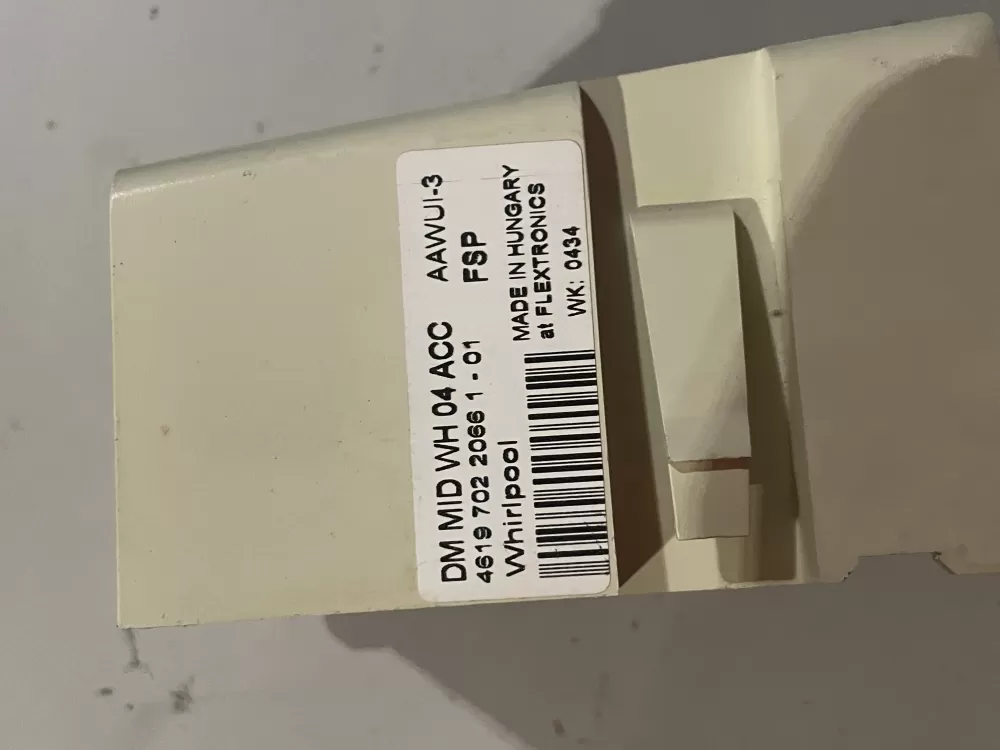 DM MID WH 04 ACC AAWUI-3
4619 702 2066 1 - 01 FSP
Whirlpool
MADE IN HUNGARY
at FLEXTRONICS
WK: 0434